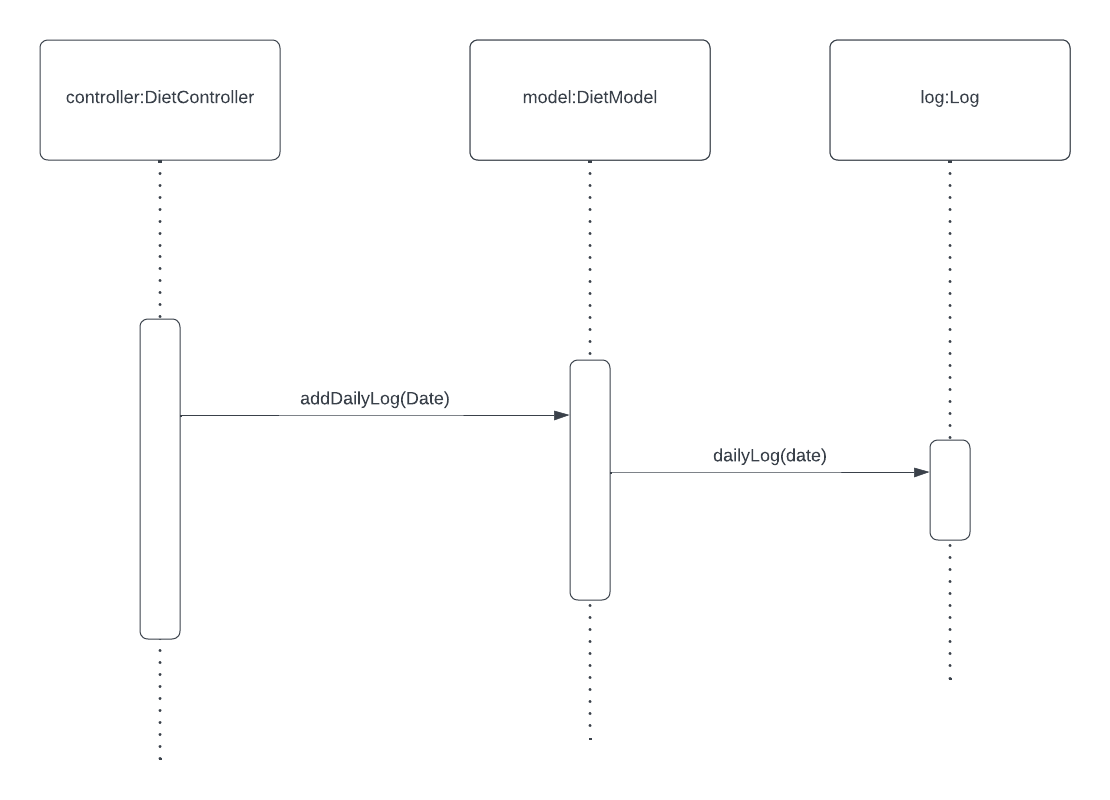 controller:DietController
model:DietModel
log:Log
addDailyLog(Date)
dailyLog(date)